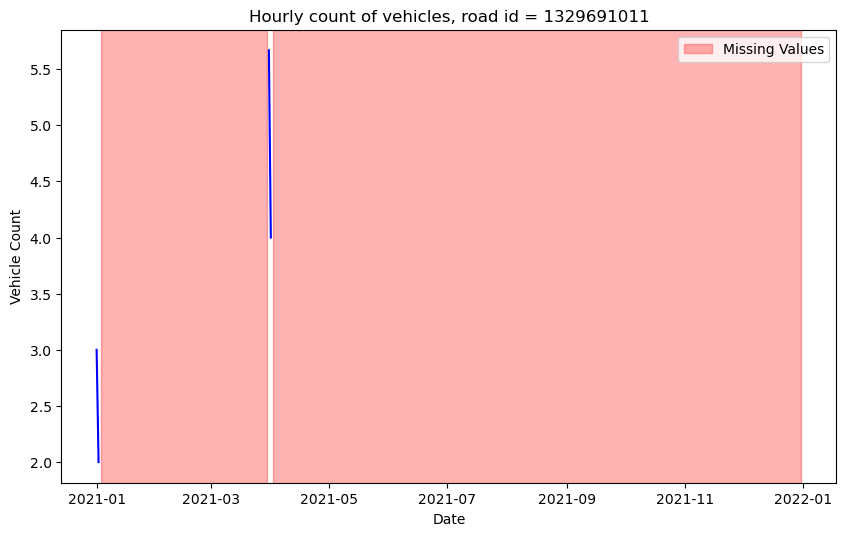 Hourly count of vehicles, road id = 1329691011
Missing Values
5.5
5.0
4.5
4.0
3.5
3.0
2.5
2.0
Vehicle Count
2021-01 2021-03 2021-05 2021-07 2021-09 2021-11 2022-01
Date